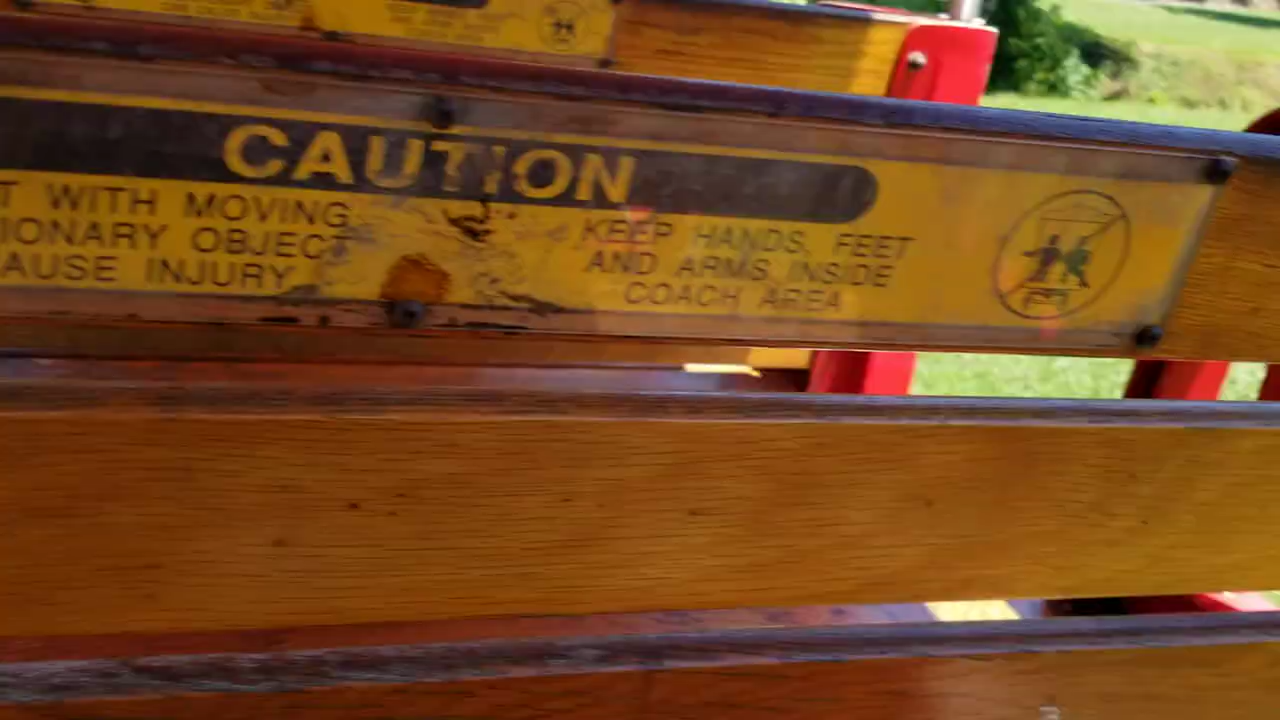 CAUTION
T WITH MOVING
IONARY OBJECT
AUSE INJURY
KEEP HANDS, FEET
AND ARMS INSIDE
COACH AREA